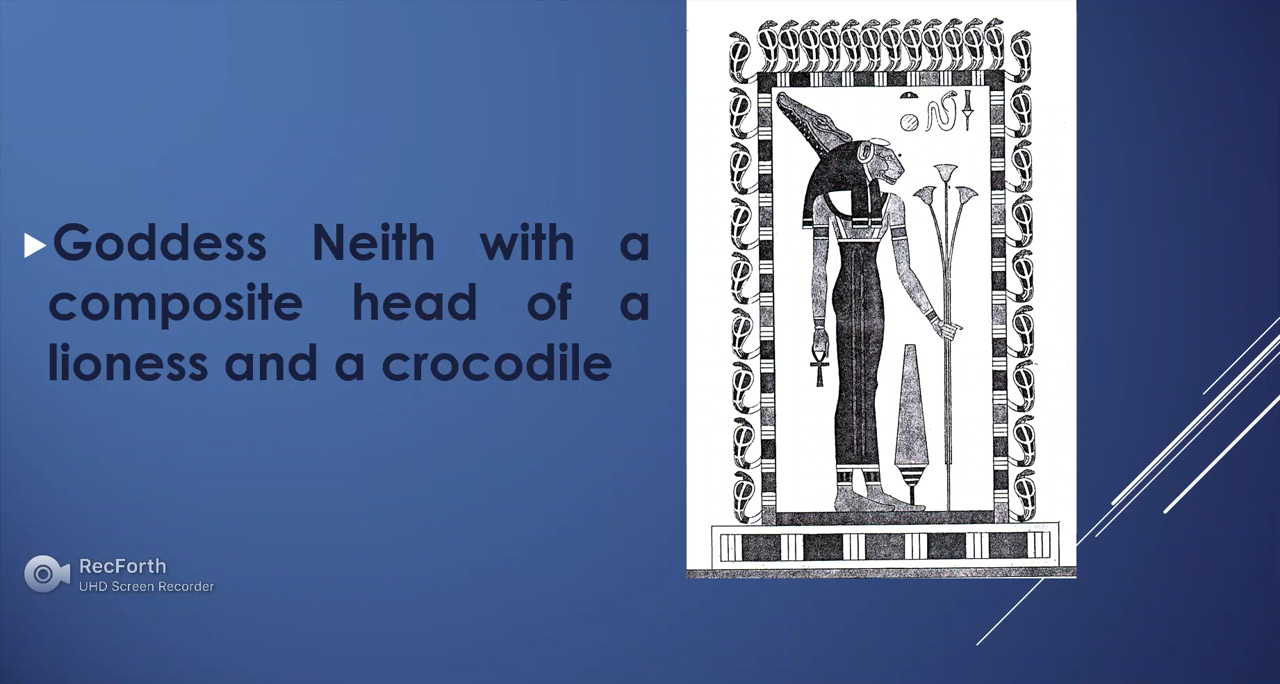 Goddess Neith with a
composite head of a
lioness and a crocodile
RecForth
UHD Screen Recorder